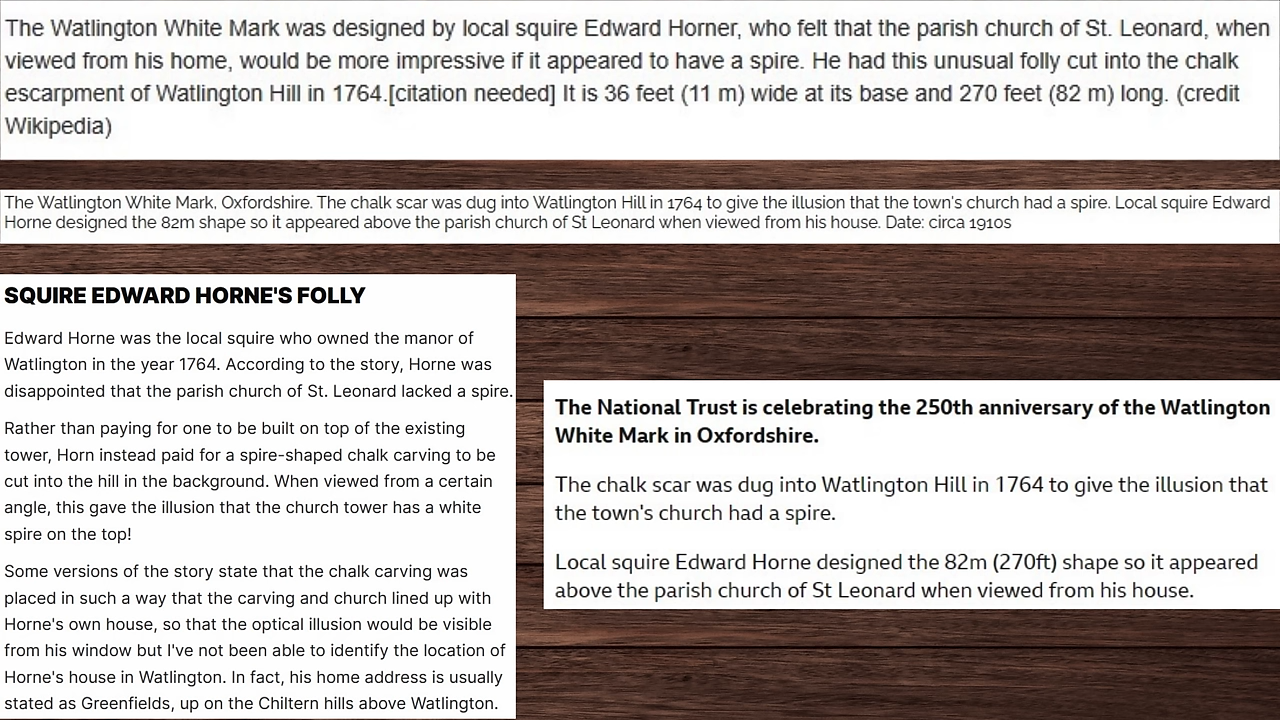 The Watlington White Mark was designed by local squire Edward Horner, who felt that the parish church of St. Leonard, when
viewed from his home, would be more impressive if it appeared to have a spire. He had this unusual folly cut into the chalk
escarpment of Watlington Hill in 1764.[citation needed] It is 36 feet (11 m) wide at its base and 270 feet (82 m) long. (credit
Wikipedia)
The Watlington White Mark, Oxfordshire. The chalk scar was dug into Watlington Hill in 1764 to give the illusion that the town's church had a spire. Local squire Edward
Horne designed the 82m shape so it appeared above the parish church of St Leonard when viewed from his house. Date: circa 1910s
SQUIRE EDWARD HORNE'S FOLLY
Edward Horne was the local squire who owned the manor of
Watlington in the year 1764. According to the story, Horne was
disappointed that the parish church of St. Leonard lacked a spire.
Rather than paying for one to be built on top of the existing
tower, Horn instead paid for a spire-shaped chalk carving to be
cut into the hill in the background. When viewed from a certain
angle, this gave the illusion that the church tower has a white
spire on the top!
Some versions of the story state that the chalk carving was
placed in such a way that the carving and church lined up with
Horne's own house, so that the optical illusion would be visible
from his window but I've not been able to identify the location of
Horne's house in Watlington. In fact, his home address is usually
stated as Greenfields, up on the Chiltern hills above Watlington.
The National Trust is celebrating the 250th anniversary of the Watlington
White Mark in Oxfordshire.
The chalk scar was dug into Watlington Hill in 1764 to give the illusion that
the town's church had a spire.
Local squire Edward Horne designed the 82m (270ft) shape so it appeared
above the parish church of St Leonard when viewed from his house.